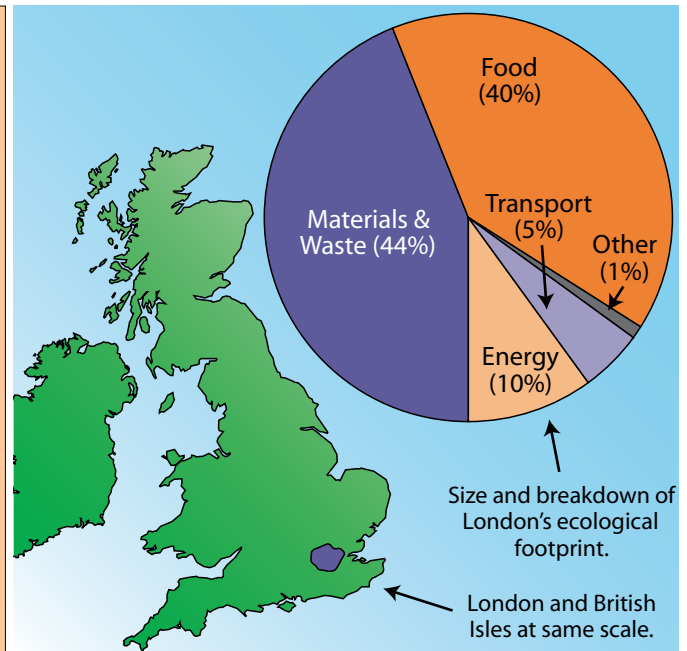 Food
(40%)
Materials &
Waste (44%)
Transport
(5%)
Other
(1%)
Energy
(10%)
Size and breakdown of
London’s ecological
footprint.
London and British
Isles at same scale.